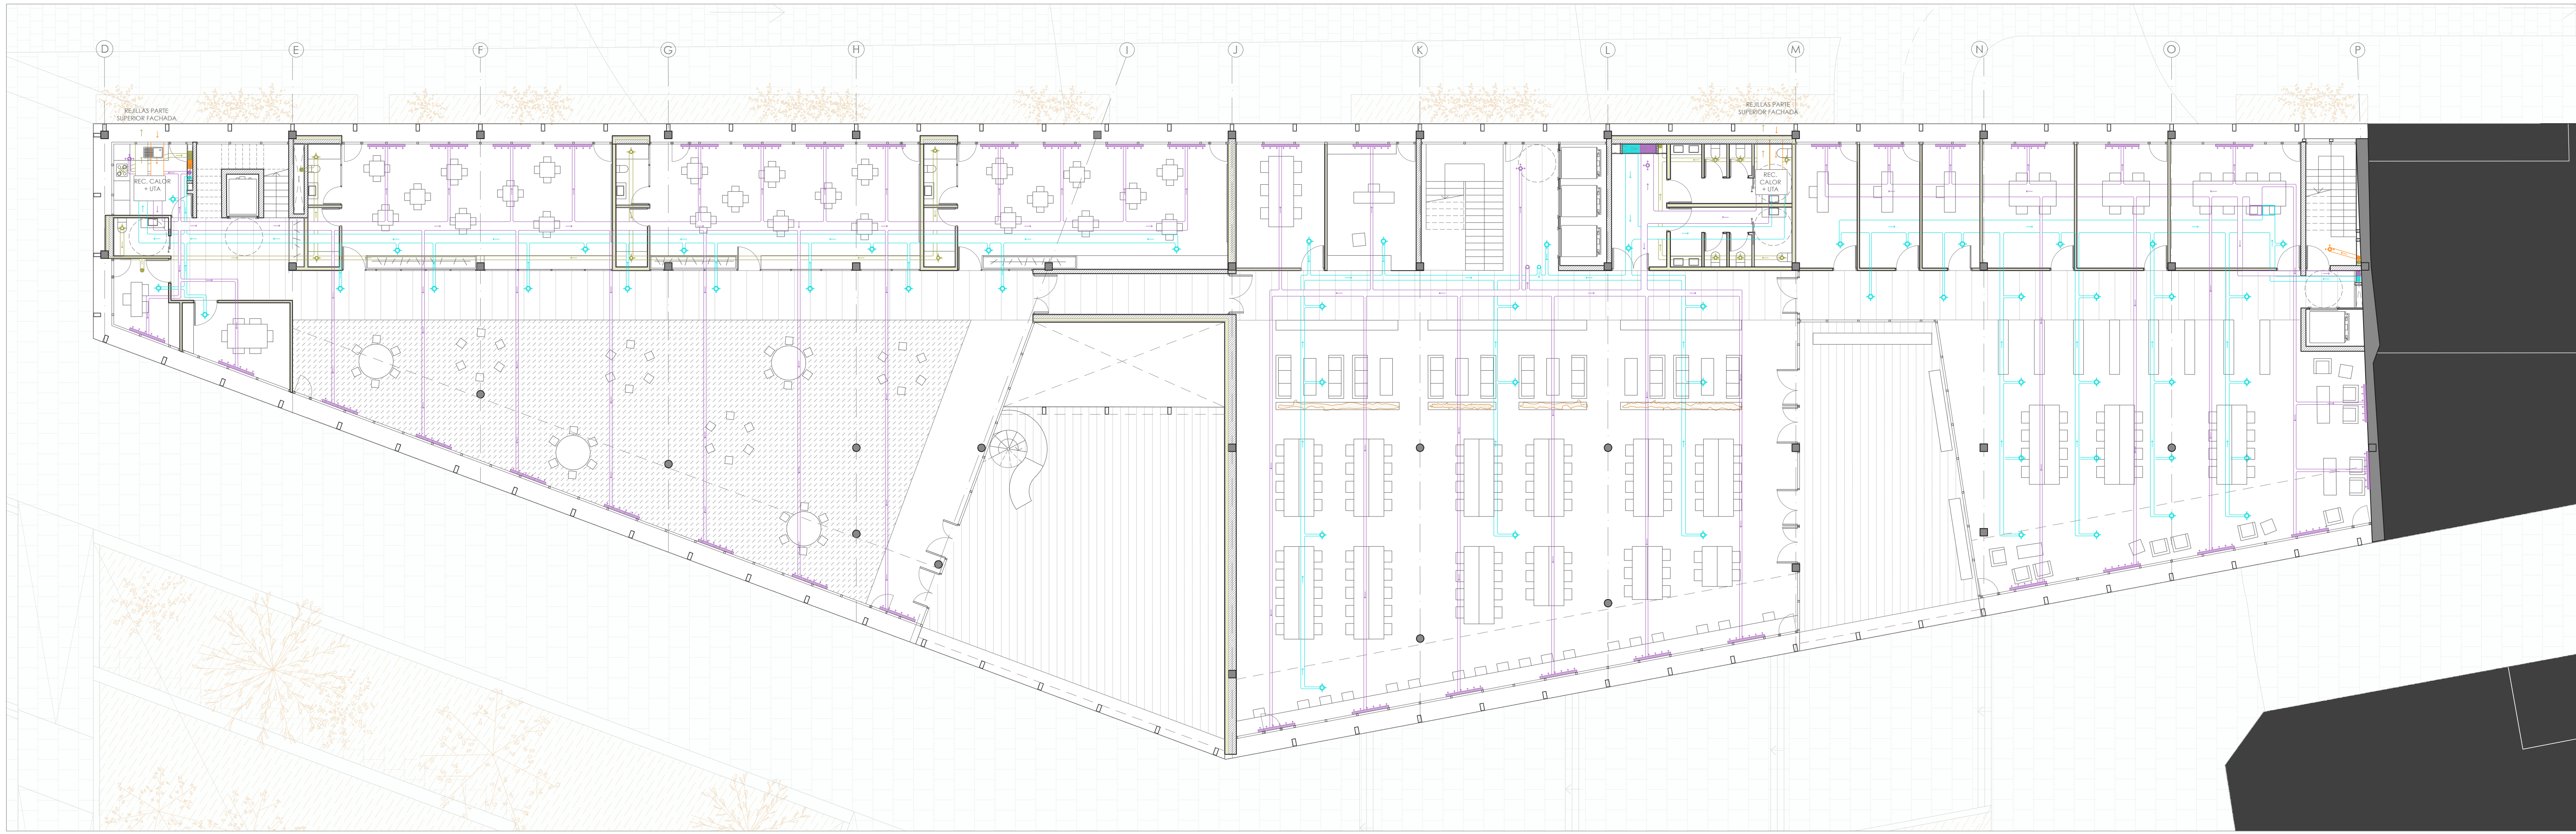 D E F G H I J K L M N O P
REJILLAS PARTE
SUPERIOR FACHADA
REJILLAS PARTE
SUPERIOR FACHADA
REC. CALOR
+ UTA
REC.
CALOR
+ UTA